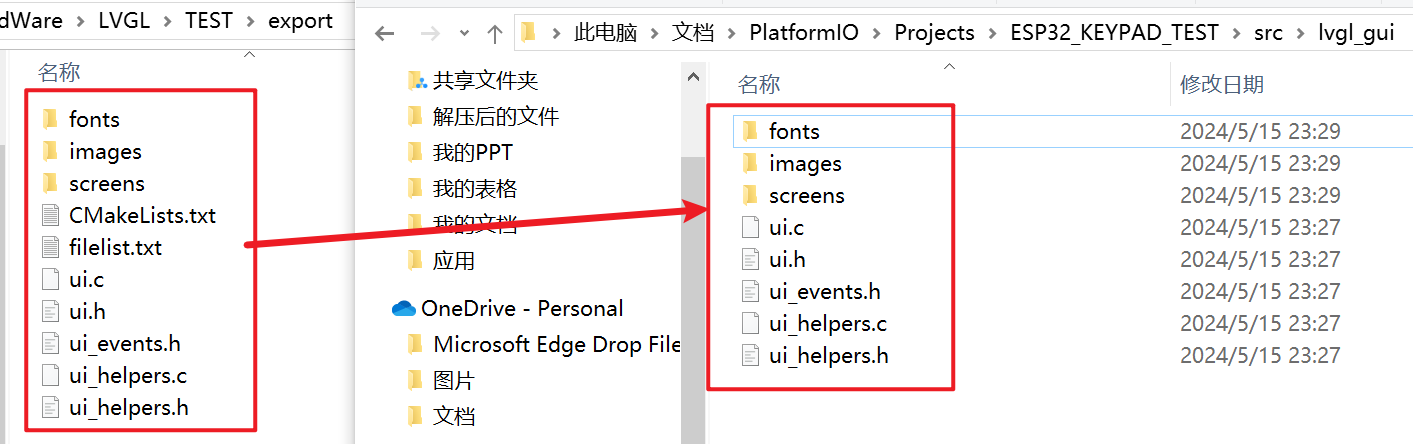 dWare > LVGL > TEST > export
名称
fonts
images
screens
CMakeLists.txt
filelist.txt
ui.c
ui.h
ui_events.h
ui_helpers.c
ui_helpers.h
此电脑 > 文档 > PlatformIO > Projects > ESP32_KEYPAD_TEST > src > lvgl_gui
共享文件夹
解压后的文件
我的PPT
我的表格
我的文档
应用
OneDrive - Personal
Microsoft Edge Drop File
图片
文档
名称 修改日期
fonts 2024/5/15 23:29
images 2024/5/15 23:29
screens 2024/5/15 23:29
ui.c 2024/5/15 23:27
ui.h 2024/5/15 23:27
ui_events.h 2024/5/15 23:27
ui_helpers.c 2024/5/15 23:27
ui_helpers.h 2024/5/15 23:27